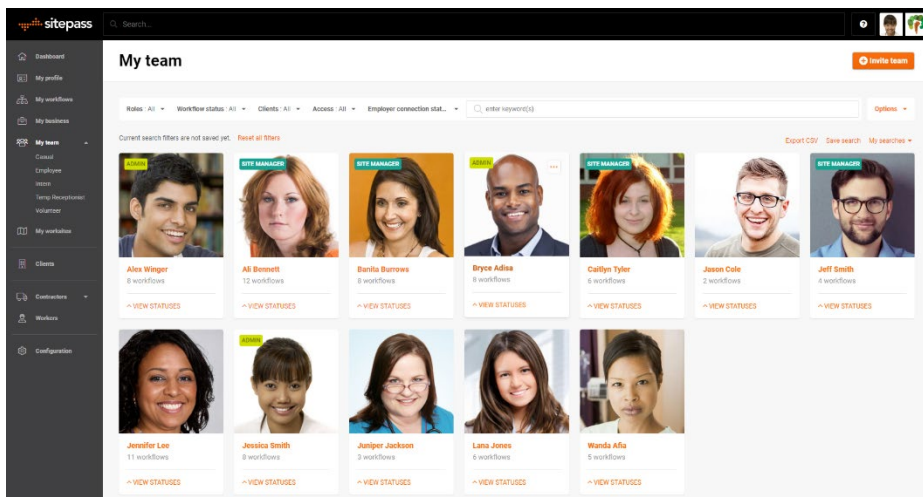 sitepass
Search...
Dashboard
My profile
My workflows
My business
My team
Casual
Employee
Intern
Temp Receptionist
Volunteer
My worksites
Clients
Contractors
Workers
Configuration
My team
Invite team
Roles : All Workflow status : All Clients : All Access : All Employer connection stat... enter keyword(s) Options
Current search filters are not saved yet. Reset all filters
Export CSV Save search My searches
ADMIN SITE MANAGER SITE MANAGER ADMIN SITE MANAGER SITE MANAGER
Alex Winger Ali Bennett Banita Burrows Bryce Adisa Caitlyn Tyler Jason Cole Jeff Smith
8 workflows 12 workflows 8 workflows 8 workflows 6 workflows 2 workflows 4 workflows
VIEW STATUSES VIEW STATUSES VIEW STATUSES VIEW STATUSES VIEW STATUSES VIEW STATUSES VIEW STATUSES
ADMIN
Jennifer Lee Jessica Smith Juniper Jackson Lana Jones Wanda Afia
11 workflows 8 workflows 3 workflows 6 workflows 5 workflows
VIEW STATUSES VIEW STATUSES VIEW STATUSES VIEW STATUSES VIEW STATUSES